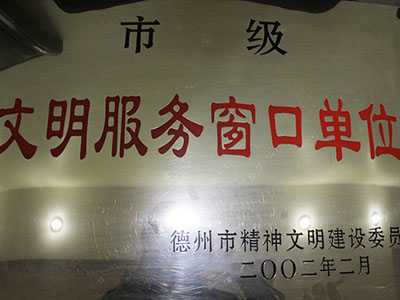 市级
文明服务窗口单位
德州市精神文明建设委员
二〇〇二年二月